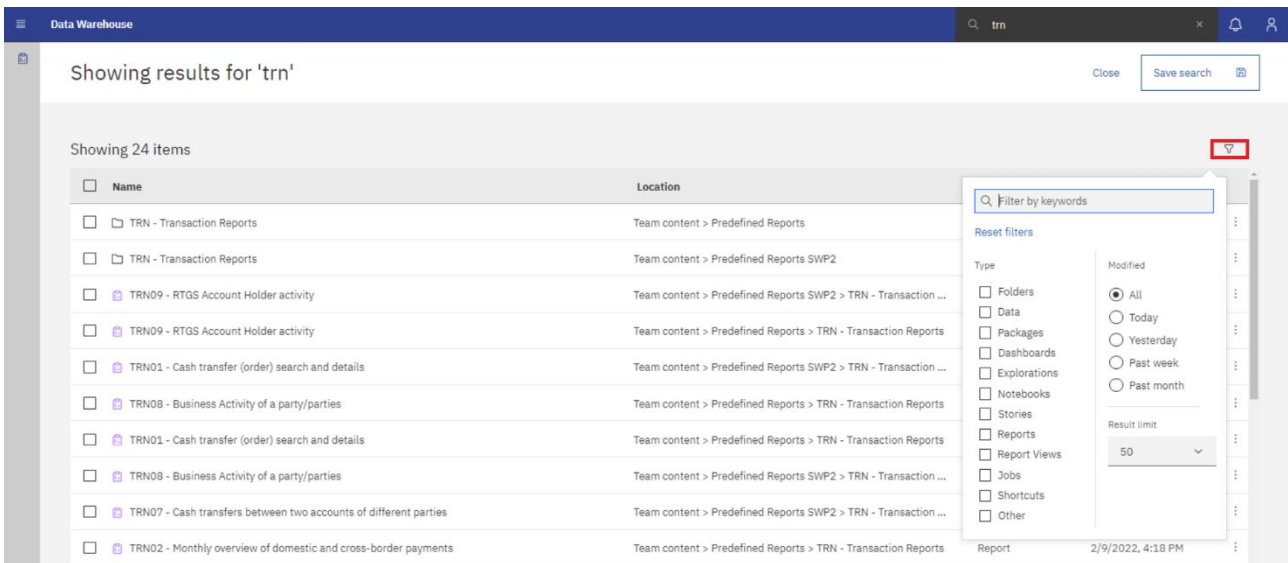 Data Warehouse
trn
Showing results for 'trn'
Close
Save search
Showing 24 items
Name
Location
Filter by keywords
Reset filters
Type
Folders
Data
Packages
Dashboards
Explorations
Notebooks
Stories
Reports
Report Views
Jobs
Shortcuts
Other
Modified
All
Today
Yesterday
Past week
Past month
Result limit
50
TRN - Transaction Reports Team content > Predefined Reports
TRN - Transaction Reports Team content > Predefined Reports SWP2
TRN09 - RTGS Account Holder activity Team content > Predefined Reports SWP2 > TRN - Transaction ...
TRN09 - RTGS Account Holder activity Team content > Predefined Reports > TRN - Transaction Reports
TRN01 - Cash transfer (order) search and details Team content > Predefined Reports SWP2 > TRN - Transaction ...
TRN08 - Business Activity of a party/parties Team content > Predefined Reports > TRN - Transaction Reports
TRN01 - Cash transfer (order) search and details Team content > Predefined Reports > TRN - Transaction Reports
TRN08 - Business Activity of a party/parties Team content > Predefined Reports SWP2 > TRN - Transaction ...
TRN07 - Cash transfers between two accounts of different parties Team content > Predefined Reports SWP2 > TRN - Transaction ...
TRN02 - Monthly overview of domestic and cross-border payments Team content > Predefined Reports > TRN - Transaction Reports Report 2/9/2022, 4:18 PM